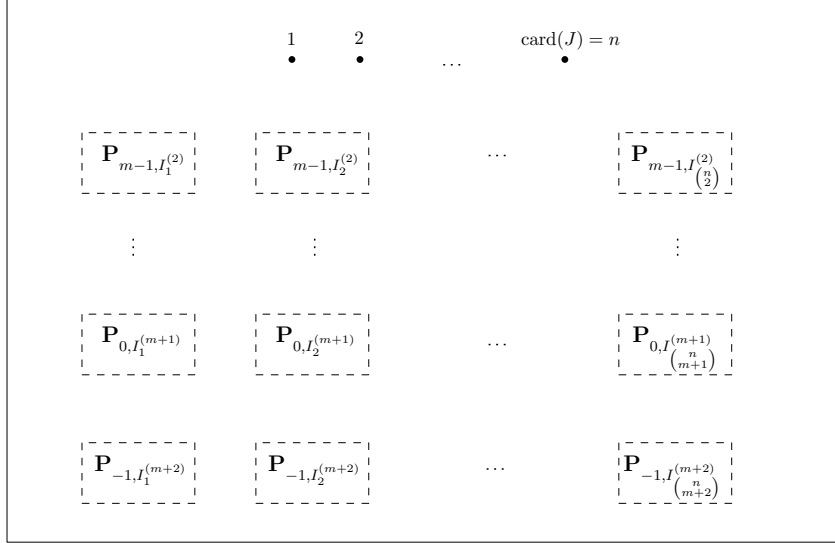 1 2 card(J) = n
• • ... •
P_{m−1,I_1^{(2)}} P_{m−1,I_2^{(2)}} ... P_{m−1,I_{\binom{n}{2}}^{(2)}}
⋮ ⋮ ⋮
P_{0,I_1^{(m+1)}} P_{0,I_2^{(m+1)}} ... P_{0,I_{\binom{n}{m+1}}^{(m+1)}}
P_{−1,I_1^{(m+2)}} P_{−1,I_2^{(m+2)}} ... P_{−1,I_{\binom{n}{m+2}}^{(m+2)}}